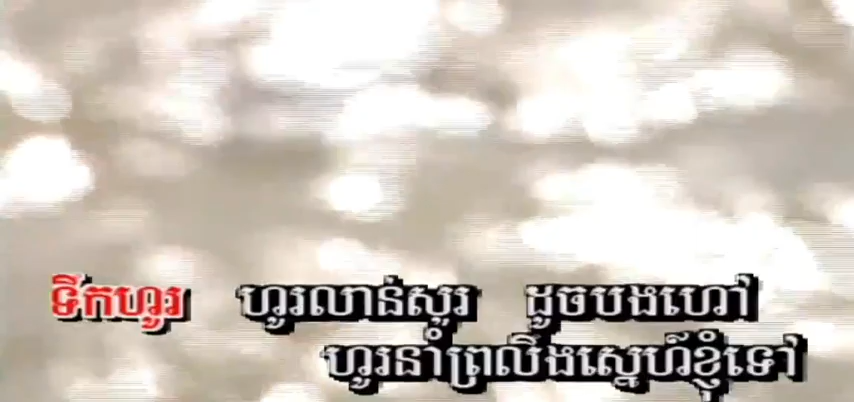 ទឹកហូរ ហូរលាន់សូរ ដូចបងហៅ
ហូរនាំព្រលឹងស្នេហ៍ខ្ញុំទៅ